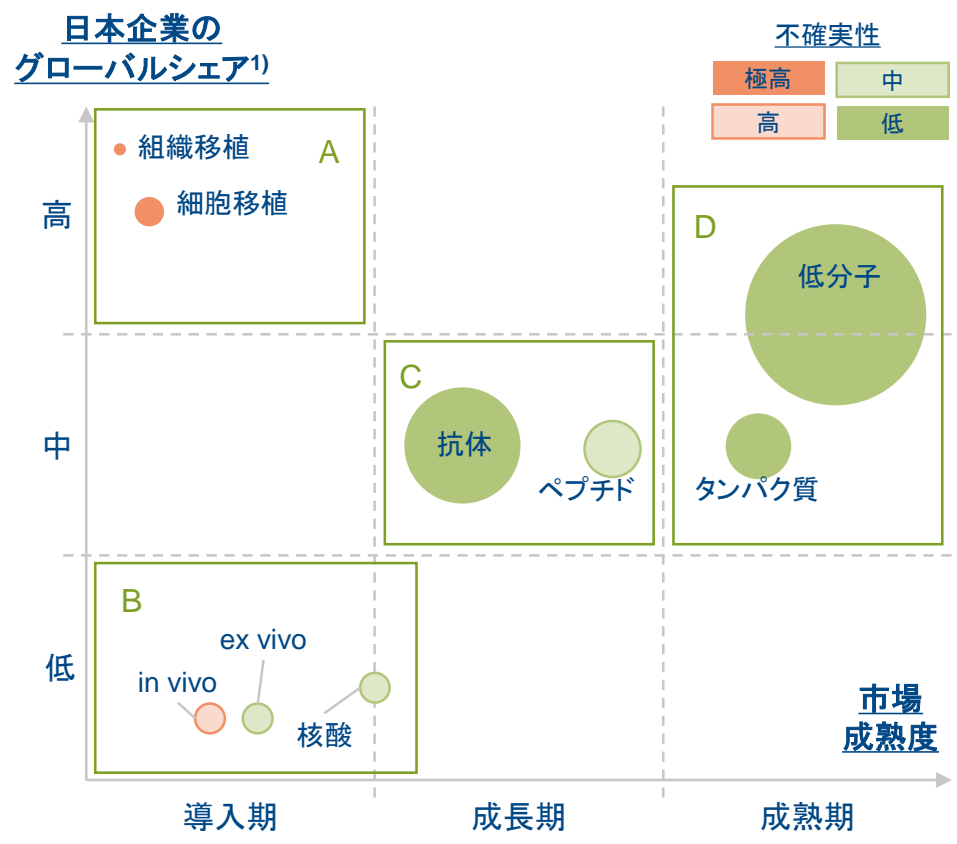 日本企業の
グローバルシェア1)
不確実性
極高
中
高
低
高
中
低
組織移植
細胞移植
A
D
低分子
C
抗体
ペプチド
タンパク質
B
ex vivo
in vivo
核酸
市場
成熟度
導入期
成長期
成熟期